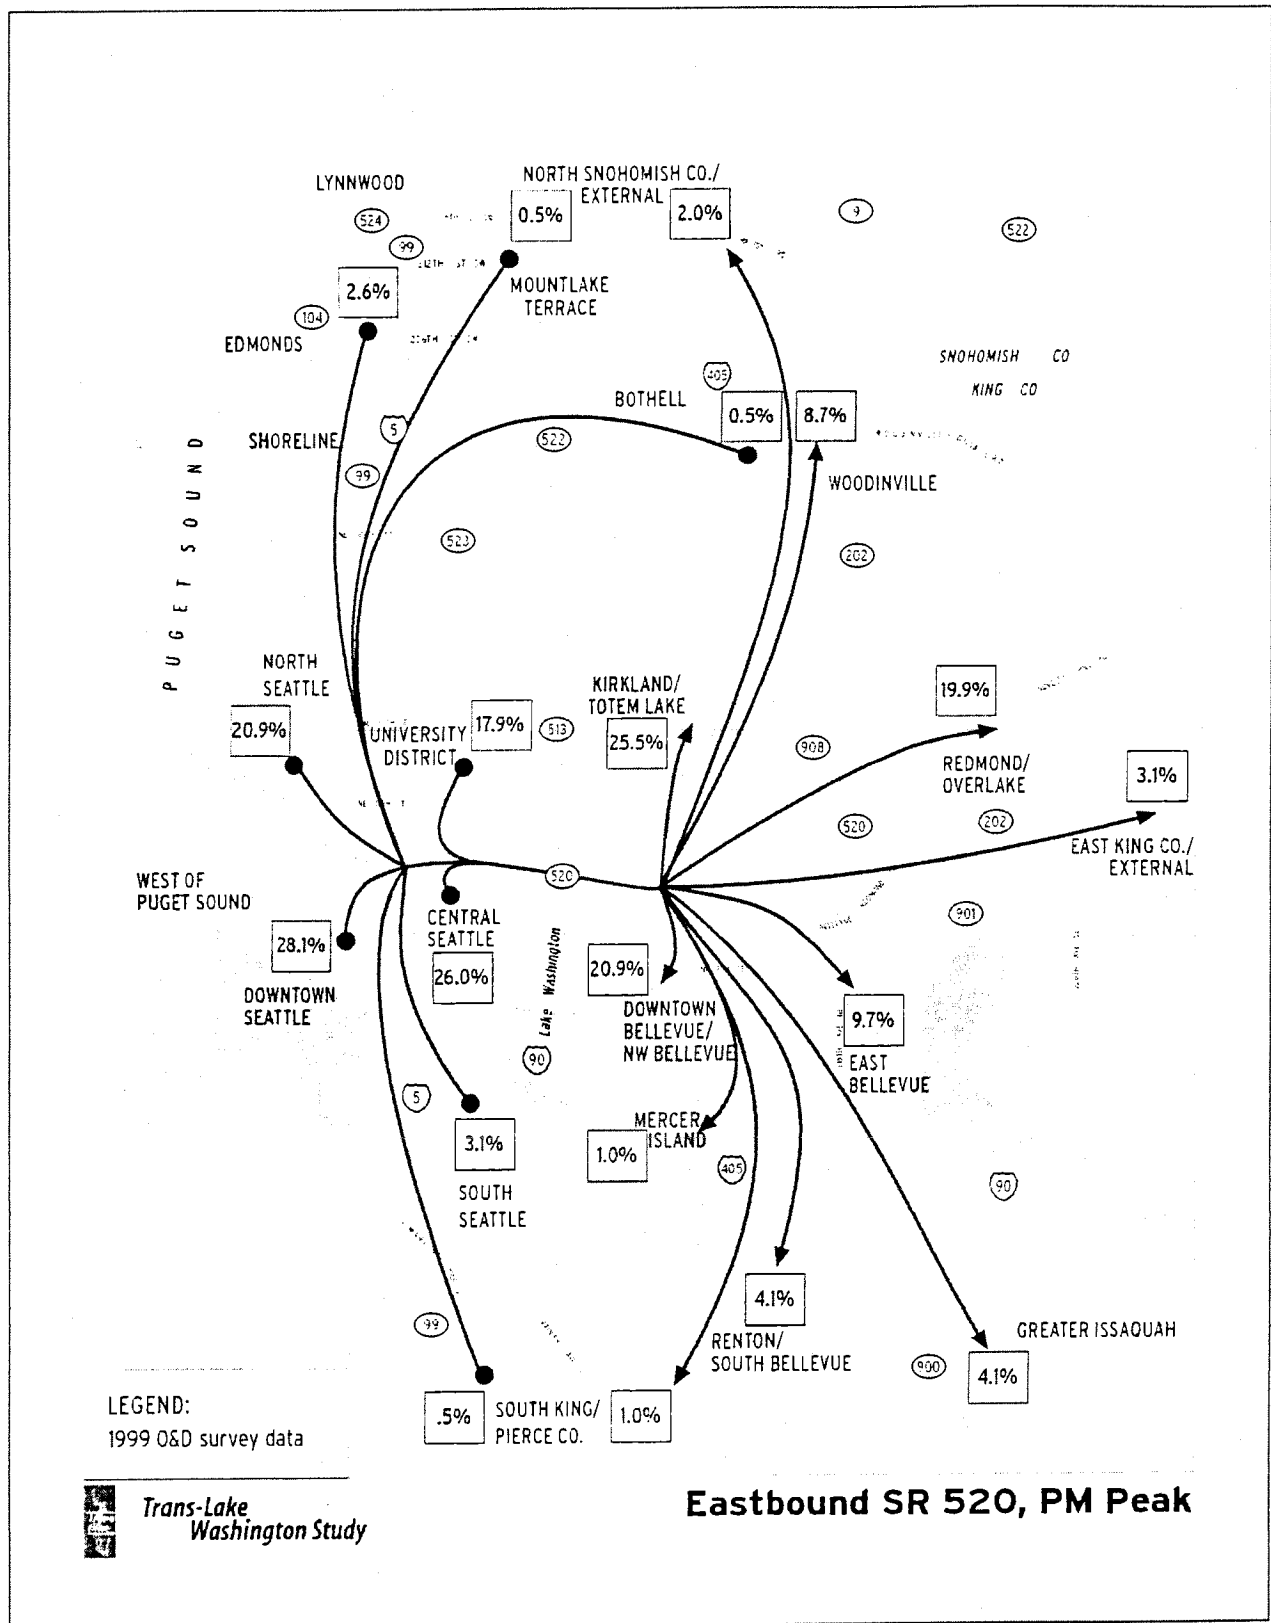 LYNNWOOD
NORTH SNOHOMISH CO./
EXTERNAL
524
99
0.5%
2.0%
9
522
212TH ST SW
MOUNTLAKE
TERRACE
2.6%
104
EDMONDS
SNOHOMISH CO
KING CO
405
BOTHELL
0.5%
8.7%
5
SHORELINE
522
99
WOODINVILLE
PUGET SOUND
523
202
NORTH
SEATTLE
20.9%
UNIVERSITY
DISTRICT
17.9%
513
KIRKLAND/
TOTEM LAKE
25.5%
19.9%
908
REDMOND/
OVERLAKE
3.1%
520
202
EAST KING CO./
EXTERNAL
WEST OF
PUGET SOUND
520
901
28.1%
CENTRAL
SEATTLE
26.0%
DOWNTOWN
SEATTLE
Lake Washington
20.9%
DOWNTOWN
BELLEVUE/
NW BELLEVUE
9.7%
EAST
BELLEVUE
90
5
3.1%
SOUTH
SEATTLE
MERCER
ISLAND
1.0%
405
90
99
4.1%
RENTON/
SOUTH BELLEVUE
GREATER ISSAQUAH
900
4.1%
.5%
SOUTH KING/
PIERCE CO.
1.0%
LEGEND:
1999 O&D survey data
Trans-Lake
Washington Study
Eastbound SR 520, PM Peak